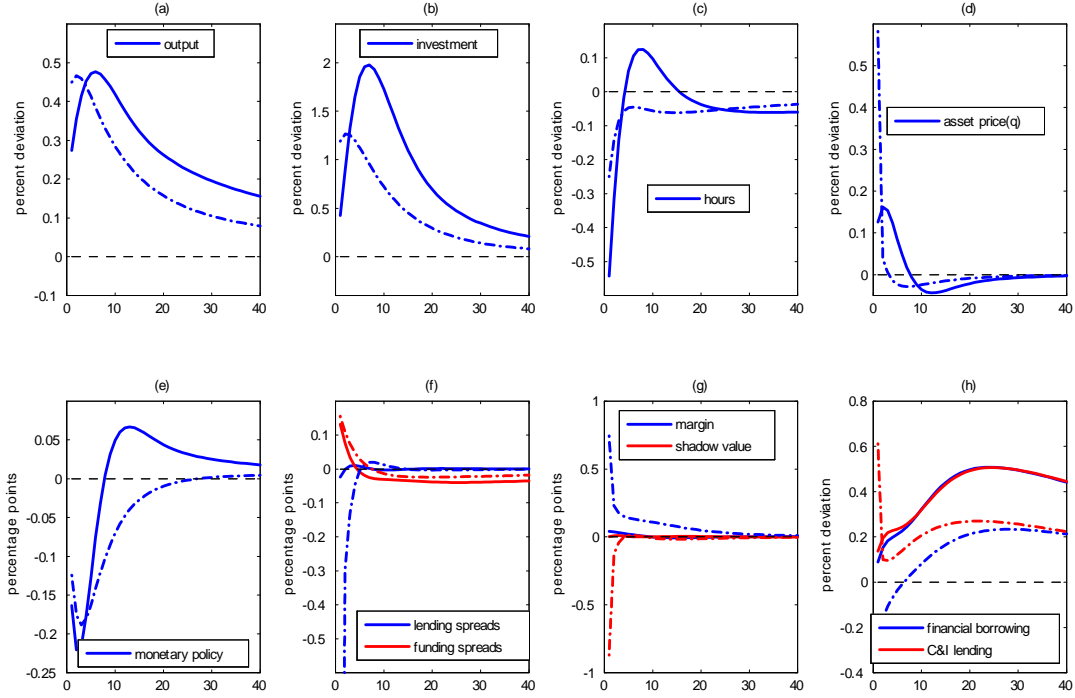 (a)
(b)
(c)
(d)
output
investment
hours
asset price(q)
percent deviation
percent deviation
percent deviation
percent deviation
0.6
0.5
0.4
0.3
0.2
0.1
0
-0.1
0 10 20 30 40
2
1.5
1
0.5
0
0 10 20 30 40
0.1
0
-0.1
-0.2
-0.3
-0.4
-0.5
0 10 20 30 40
0.5
0.4
0.3
0.2
0.1
0
0 10 20 30 40
(e)
(f)
(g)
(h)
monetary policy
lending spreads
funding spreads
margin
shadow value
financial borrowing
C&I lending
percentage points
percentage points
percentage points
percent deviation
0.05
0
-0.05
-0.1
-0.15
-0.2
-0.25
0 10 20 30 40
0.1
0
-0.1
-0.2
-0.3
-0.4
-0.5
0 10 20 30 40
1
0.5
0
-0.5
-1
0 10 20 30 40
0.8
0.6
0.4
0.2
0
-0.2
-0.4
0 10 20 30 40